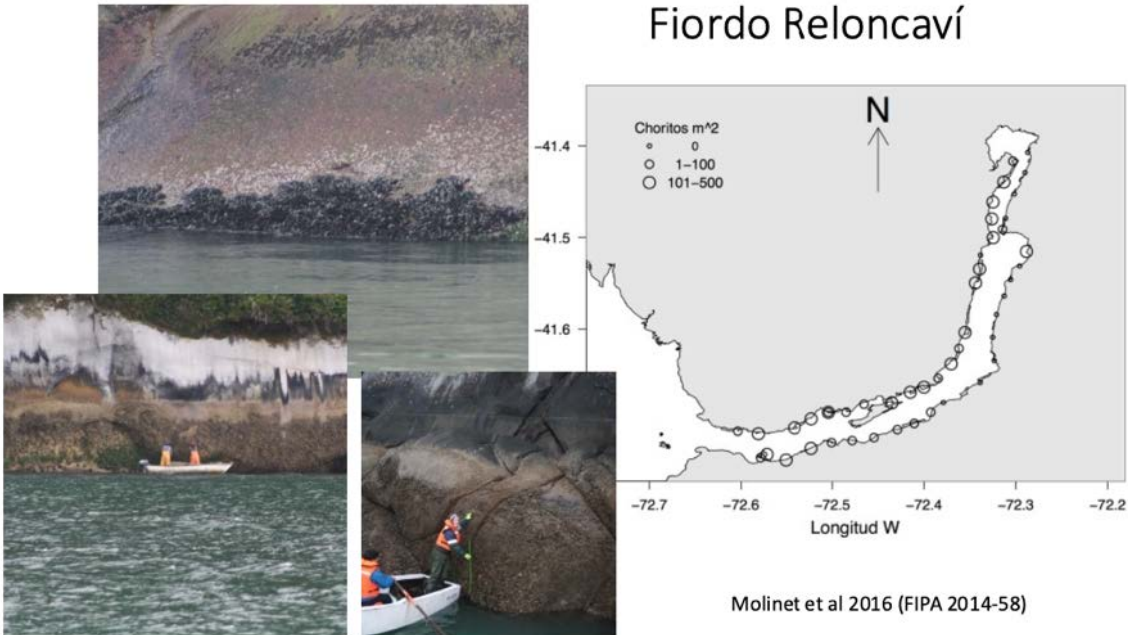 Fiordo Reloncaví
N
Choritos m^2
0
1−100
101−500
−41.4
−41.5
−41.6
−72.7 −72.6 −72.5 −72.4 −72.3 −72.2
Longitud W
Molinet et al 2016 (FIPA 2014-58)